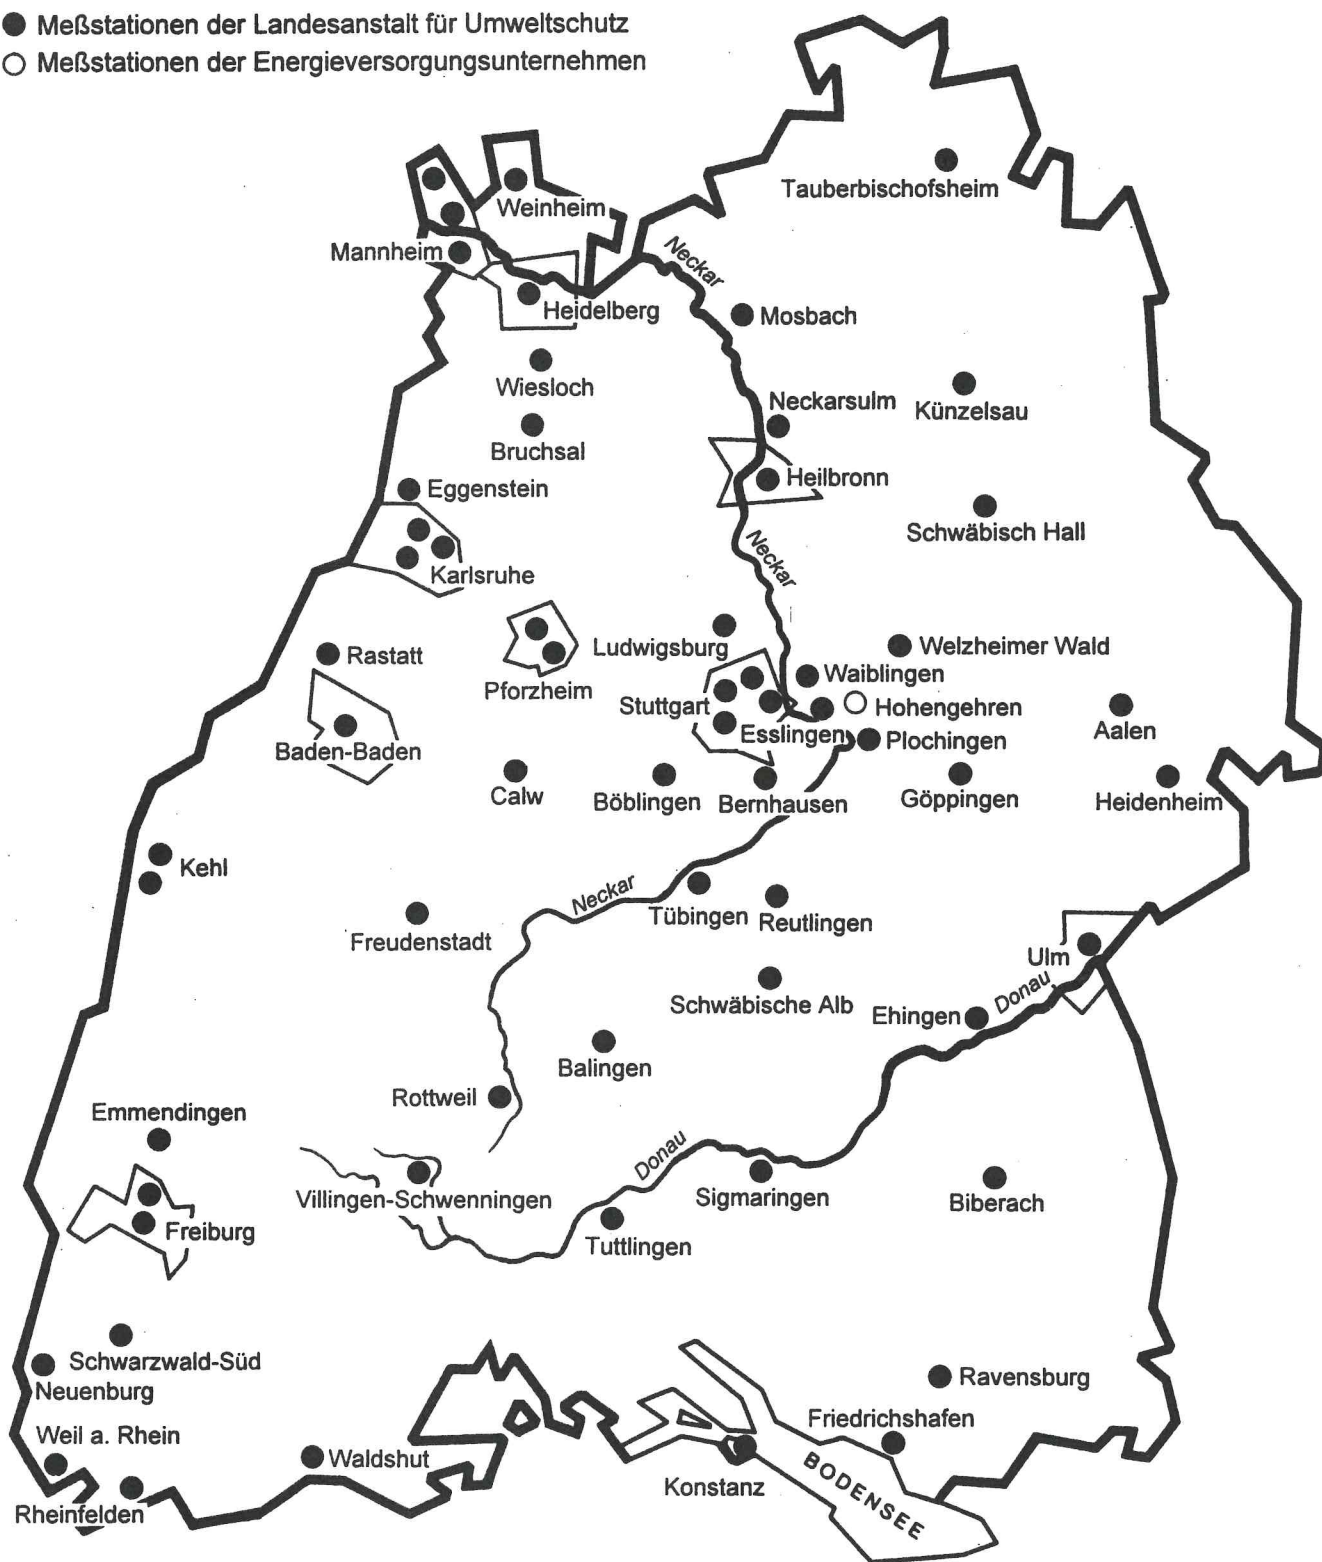 Meßstationen der Landesanstalt für Umweltschutz
Meßstationen der Energieversorgungsunternehmen
Tauberbischofsheim
Weinheim
Mannheim
Neckar
Heidelberg
Mosbach
Wiesloch
Künzelsau
Neckarsulm
Bruchsal
Heilbronn
Eggenstein
Schwäbisch Hall
Neckar
Karlsruhe
Ludwigsburg
Welzheimer Wald
Rastatt
Waiblingen
Pforzheim
Stuttgart
Hohengehren
Aalen
Esslingen
Plochingen
Baden-Baden
Calw
Böblingen
Bernhausen
Göppingen
Heidenheim
Kehl
Neckar
Tübingen
Reutlingen
Freudenstadt
Ulm
Schwäbische Alb
Donau
Ehingen
Balingen
Rottweil
Emmendingen
Donau
Villingen-Schwenningen
Sigmaringen
Biberach
Freiburg
Tuttlingen
Schwarzwald-Süd
Neuenburg
Ravensburg
Friedrichshafen
Weil a. Rhein
Waldshut
Konstanz
BODENSEE
Rheinfelden